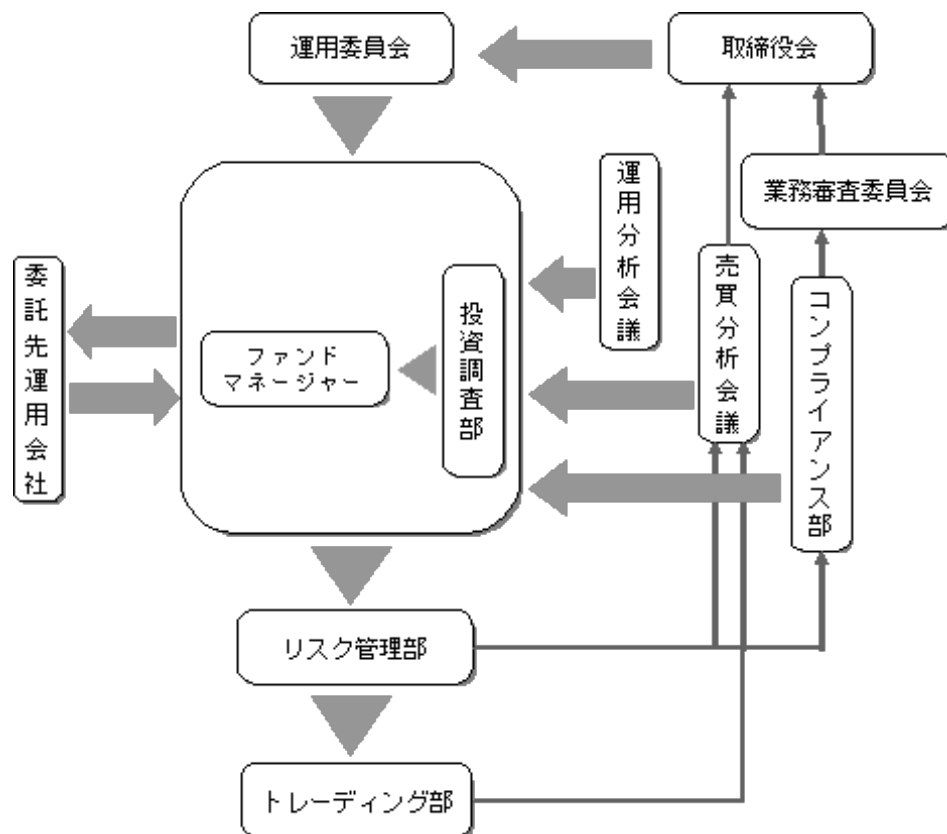 運用委員会
取締役会
運用分析会議
業務審査委員会
委託先運用会社
ファンド
マネージャー
投資調査部
売買分析会議
コンプライアンス部
リスク管理部
トレーディング部